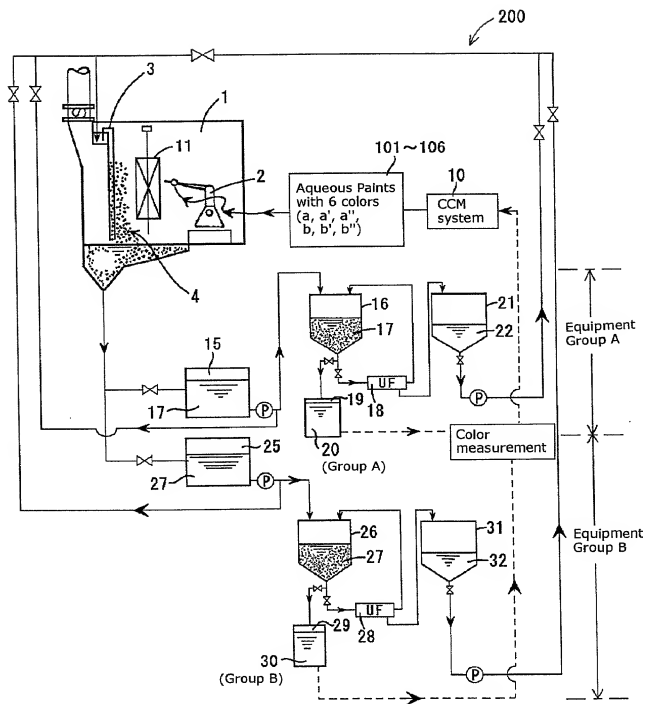 200
3
1
11
2
101～106
Aqueous Paints
with 6 colors
(a, a', a'',
b, b', b'')
10
CCM
system
4
16
17
21
22
Equipment
Group A
15
17
P
UF
18
P
19
20
(Group A)
Color
measurement
25
27
P
26
27
31
32
Equipment
Group B
UF
28
29
30
(Group B)
P